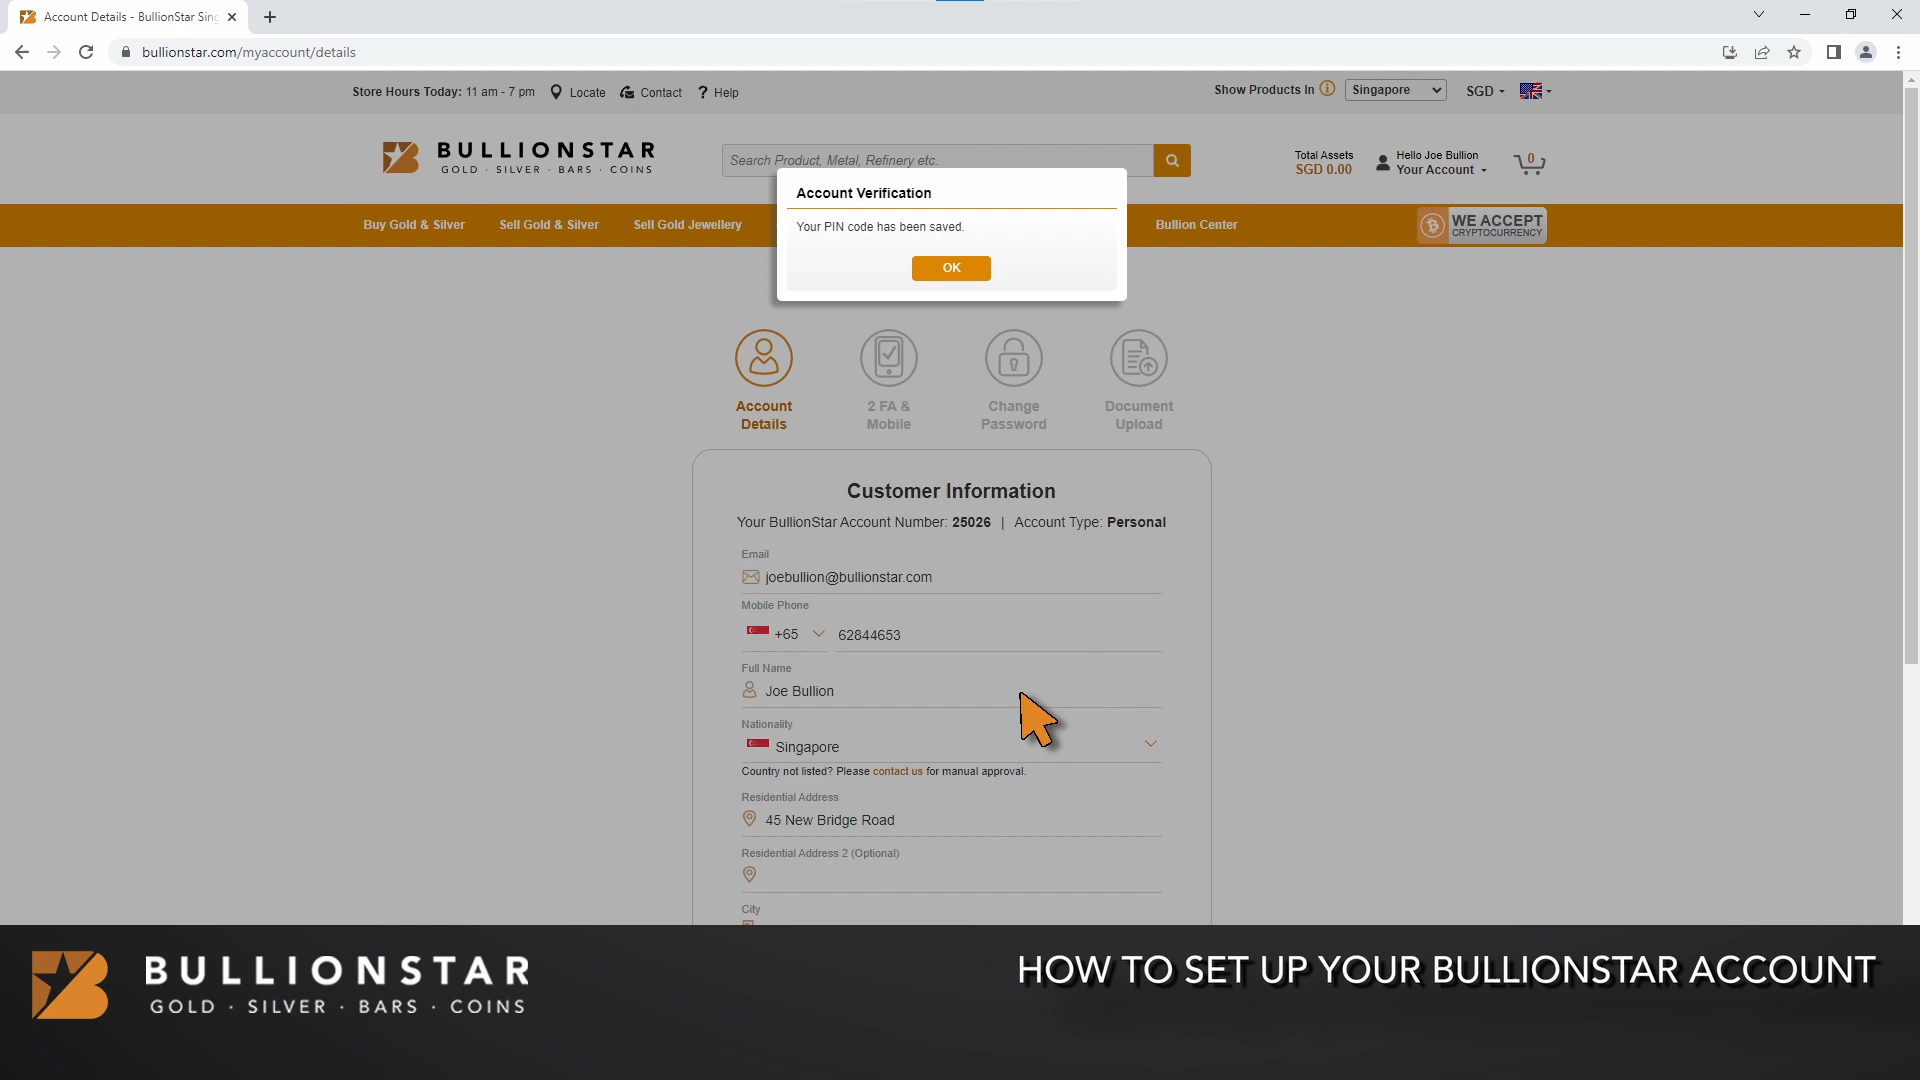 Account Details - BullionStar Sing
bullionstar.com/myaccount/details
Store Hours Today: 11 am - 7 pm Locate Contact ? Help
Show Products In Singapore SGD
BULLIONSTAR
GOLD · SILVER · BARS · COINS
Search Product, Metal, Refinery etc.
Total Assets
SGD 0.00
Hello Joe Bullion
Your Account
0
Buy Gold & Silver Sell Gold & Silver Sell Gold Jewellery Bullion Center
WE ACCEPT
CRYPTOCURRENCY
Account Verification
Your PIN code has been saved.
OK
Account
Details
2 FA &
Mobile
Change
Password
Document
Upload
Customer Information
Your BullionStar Account Number: 25026 | Account Type: Personal
Email
joebullion@bullionstar.com
Mobile Phone
+65 62844653
Full Name
Joe Bullion
Nationality
Singapore
Country not listed? Please contact us for manual approval.
Residential Address
45 New Bridge Road
Residential Address 2 (Optional)
City
BULLIONSTAR
GOLD · SILVER · BARS · COINS
HOW TO SET UP YOUR BULLIONSTAR ACCOUNT